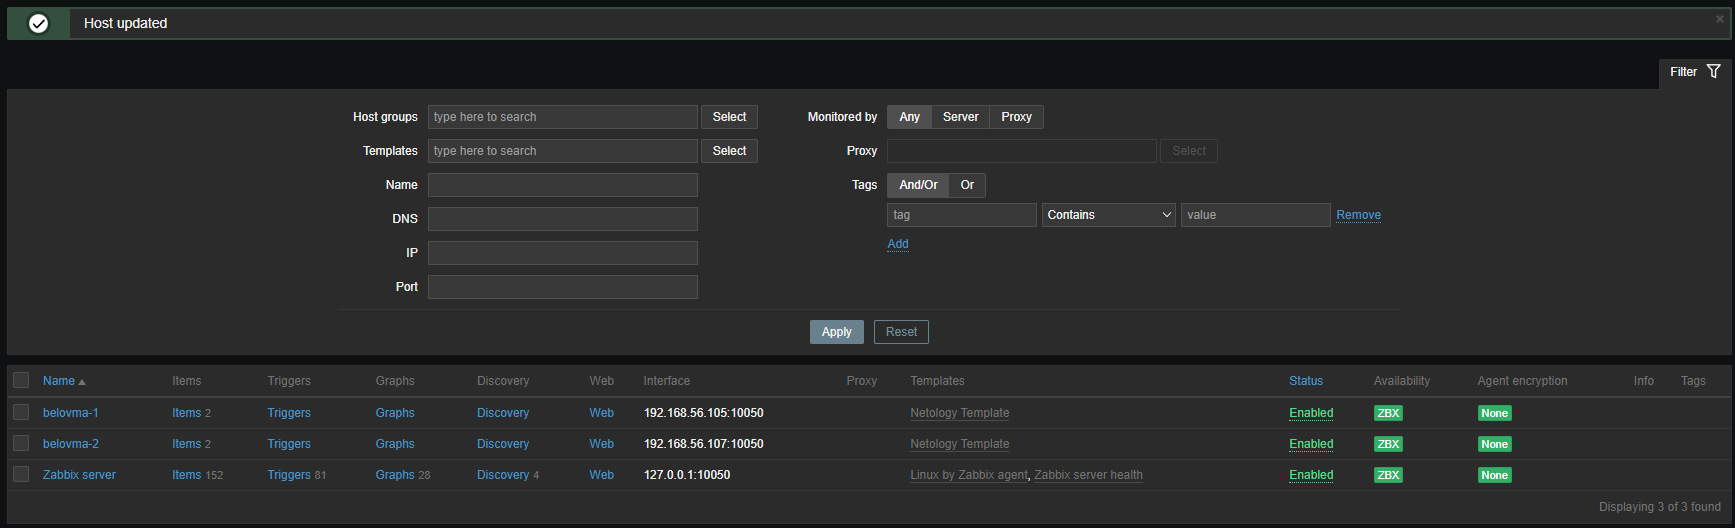 Host updated
Filter
Host groups type here to search Select Monitored by Any Server Proxy
Templates type here to search Select Proxy Select
Name Tags And/Or Or
DNS tag Contains value Remove
IP Add
Port
Apply Reset
Name Items Triggers Graphs Discovery Web Interface Proxy Templates Status Availability Agent encryption Info Tags
belovma-1 Items 2 Triggers Graphs Discovery Web 192.168.56.105:10050 Netology Template Enabled ZBX None
belovma-2 Items 2 Triggers Graphs Discovery Web 192.168.56.107:10050 Netology Template Enabled ZBX None
Zabbix server Items 152 Triggers 81 Graphs 28 Discovery 4 Web 127.0.0.1:10050 Linux by Zabbix agent, Zabbix server health Enabled ZBX None
Displaying 3 of 3 found